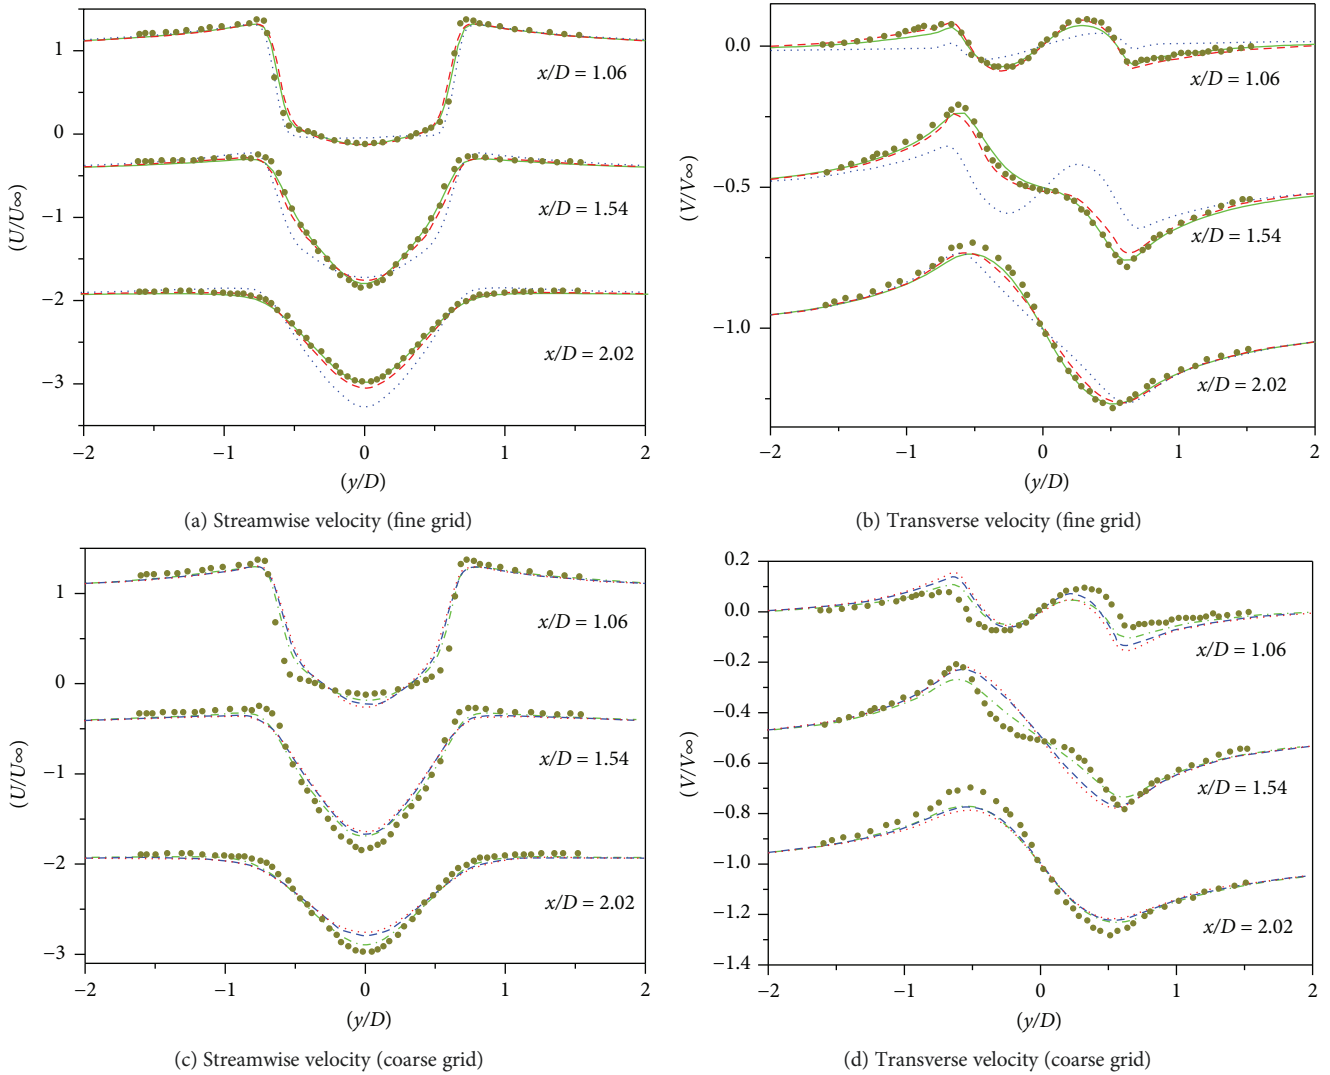 1
0
−1
−2
−3
(U/U∞)
x/D = 1.06
x/D = 1.54
x/D = 2.02
−2
−1
0
1
2
(y/D)
(a) Streamwise velocity (fine grid)
0.0
−0.5
−1.0
(V/V∞)
x/D = 1.06
x/D = 1.54
x/D = 2.02
−2
−1
0
1
2
(y/D)
(b) Transverse velocity (fine grid)
1
0
−1
−2
−3
(U/U∞)
x/D = 1.06
x/D = 1.54
x/D = 2.02
−2
−1
0
1
2
(y/D)
(c) Streamwise velocity (coarse grid)
0.2
0.0
−0.2
−0.4
−0.6
−0.8
−1.0
−1.2
−1.4
(V/V∞)
x/D = 1.06
x/D = 1.54
x/D = 2.02
−2
−1
0
1
2
(y/D)
(d) Transverse velocity (coarse grid)